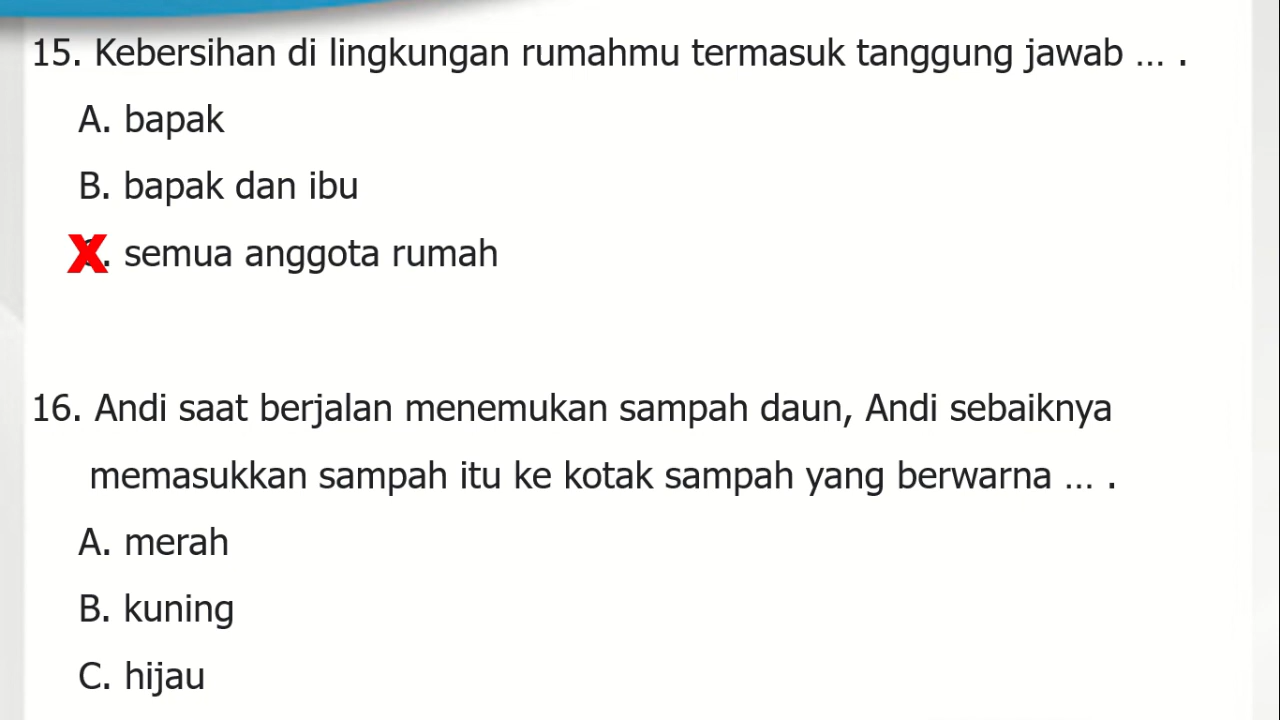 15. Kebersihan di lingkungan rumahmu termasuk tanggung jawab ... .
A. bapak
B. bapak dan ibu
X. semua anggota rumah
16. Andi saat berjalan menemukan sampah daun, Andi sebaiknya
memasukkan sampah itu ke kotak sampah yang berwarna ... .
A. merah
B. kuning
C. hijau